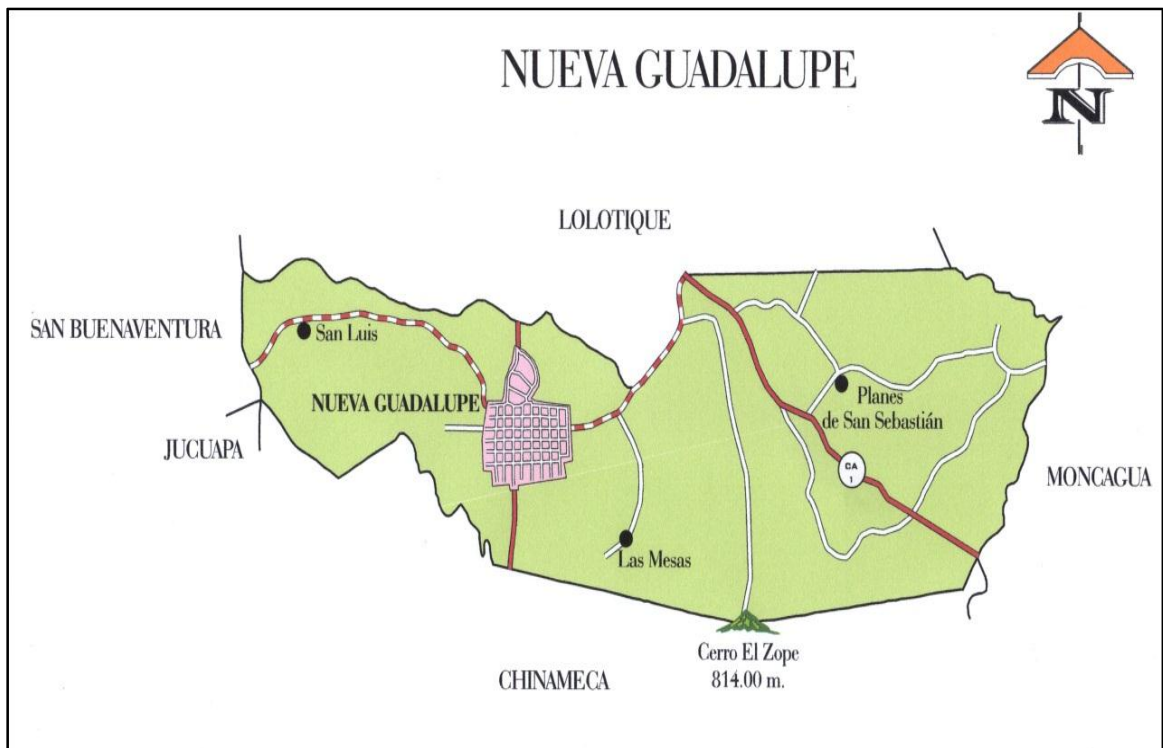 NUEVA GUADALUPE
N
LOLOTIQUE
SAN BUENAVENTURA
San Luis
NUEVA GUADALUPE
Planes
de San Sebastián
JUCUAPA
CA
1
MONCAGUA
Las Mesas
Cerro El Zope
814.00 m.
CHINAMECA